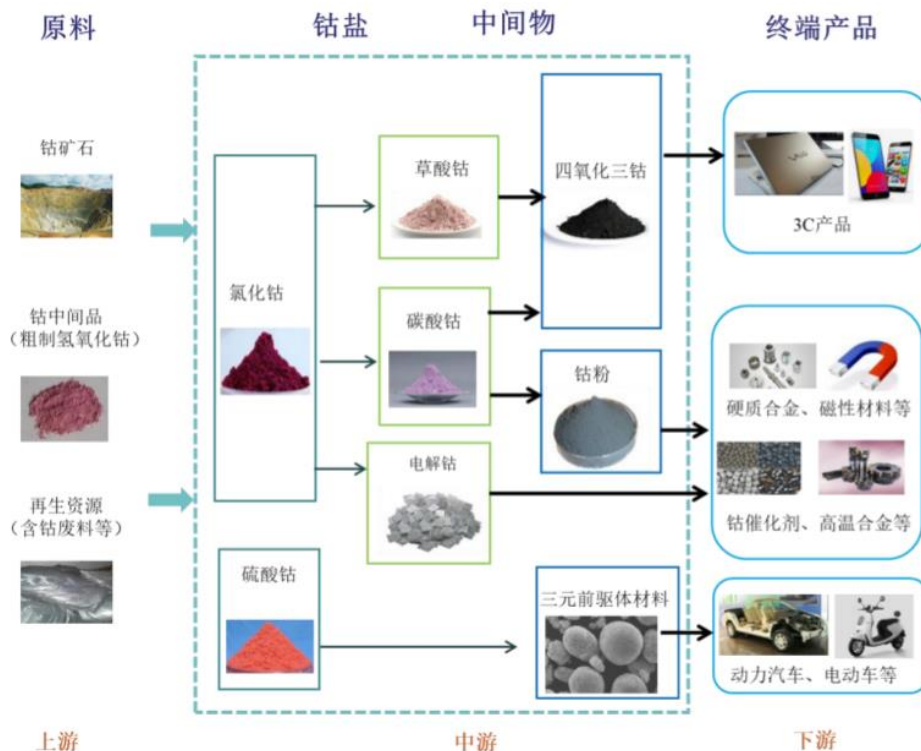 原料
钴盐
中间物
终端产品
钴矿石
草酸钴
四氧化三钴
3C产品
氯化钴
钴中间品
（粗制氢氧化钴）
碳酸钴
钴粉
硬质合金、磁性材料等
电解钴
再生资源
（含钴废料等）
钴催化剂、高温合金等
硫酸钴
三元前驱体材料
动力汽车、电动车等
上游
中游
下游